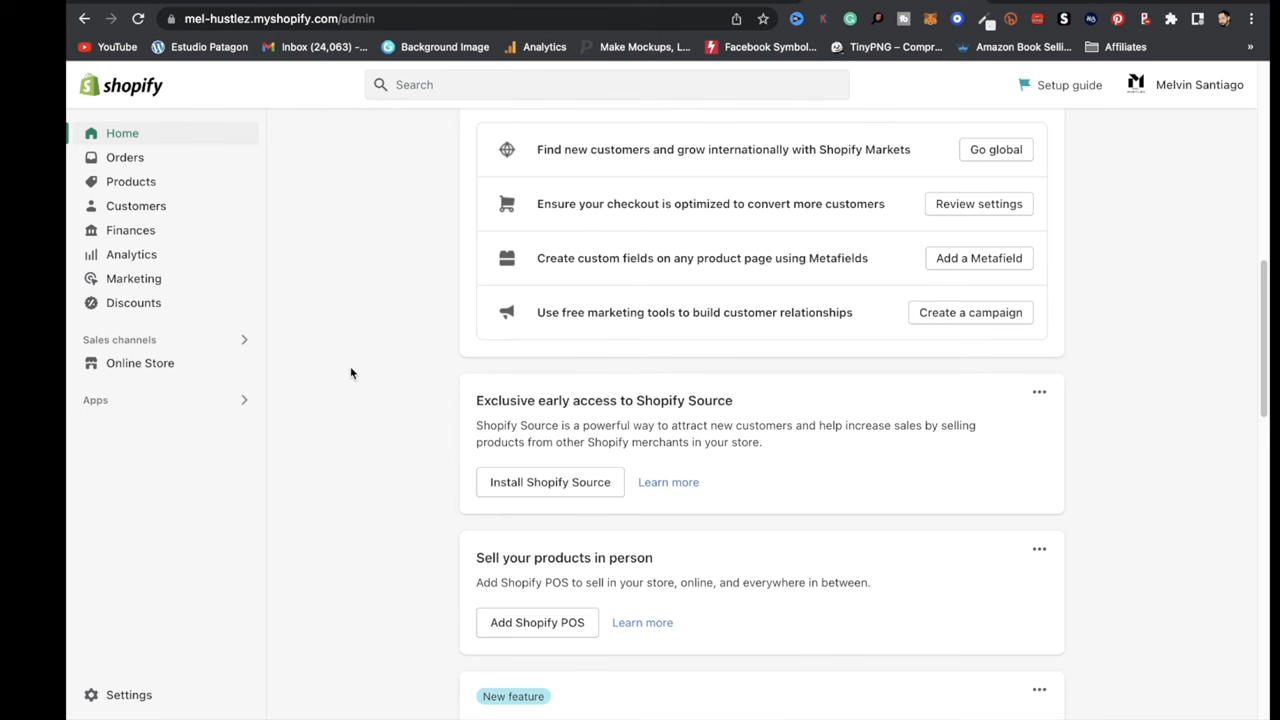 mel-hustlez.myshopify.com/admin
YouTube Estudio Patagon Inbox (24,063) -... Background Image Analytics Make Mockups, L... Facebook Symbol... TinyPNG – Compr... Amazon Book Selli... Affiliates »
shopify Search Setup guide Melvin Santiago
Home
Orders
Products
Customers
Finances
Analytics
Marketing
Discounts
Sales channels
Online Store
Apps
Settings
Find new customers and grow internationally with Shopify Markets Go global
Ensure your checkout is optimized to convert more customers Review settings
Create custom fields on any product page using Metafields Add a Metafield
Use free marketing tools to build customer relationships Create a campaign
Exclusive early access to Shopify Source
Shopify Source is a powerful way to attract new customers and help increase sales by selling
products from other Shopify merchants in your store.
Install Shopify Source Learn more
Sell your products in person
Add Shopify POS to sell in your store, online, and everywhere in between.
Add Shopify POS Learn more
New feature